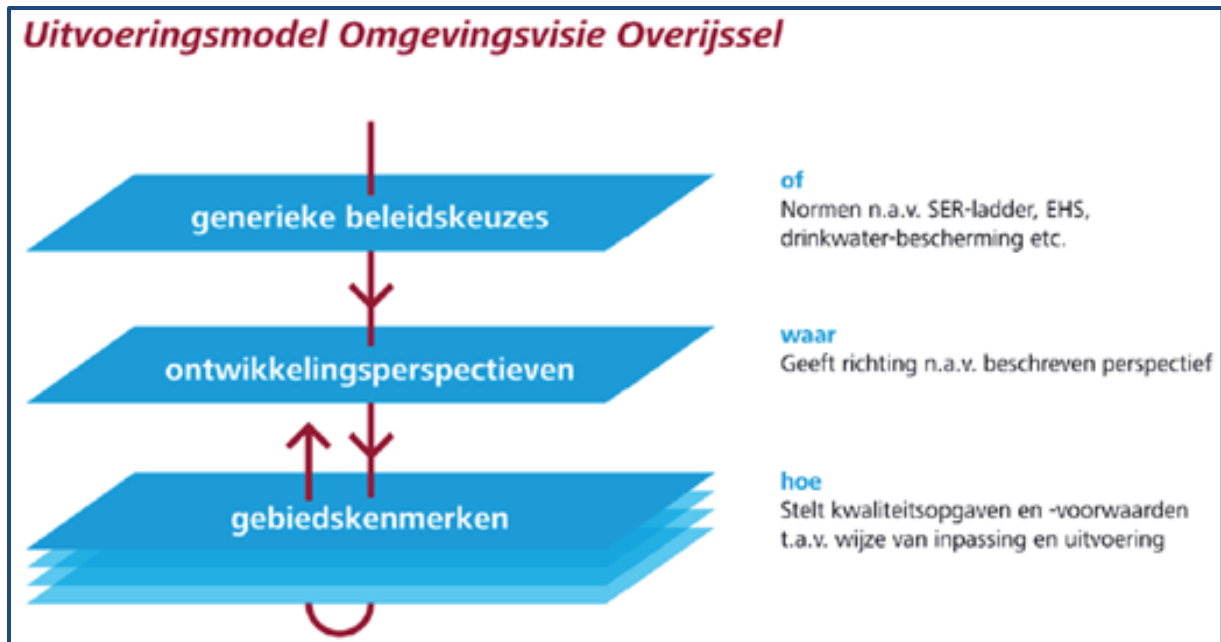 Uitvoeringsmodel Omgevingsvisie Overijssel
generieke beleidskeuzes
of
Normen n.a.v. SER-ladder, EHS,
drinkwater-bescherming etc.
ontwikkelingsperspectieven
waar
Geeft richting n.a.v. beschreven perspectief
gebiedskenmerken
hoe
Stelt kwaliteitsopgaven en -voorwaarden
t.a.v. wijze van inpassing en uitvoering